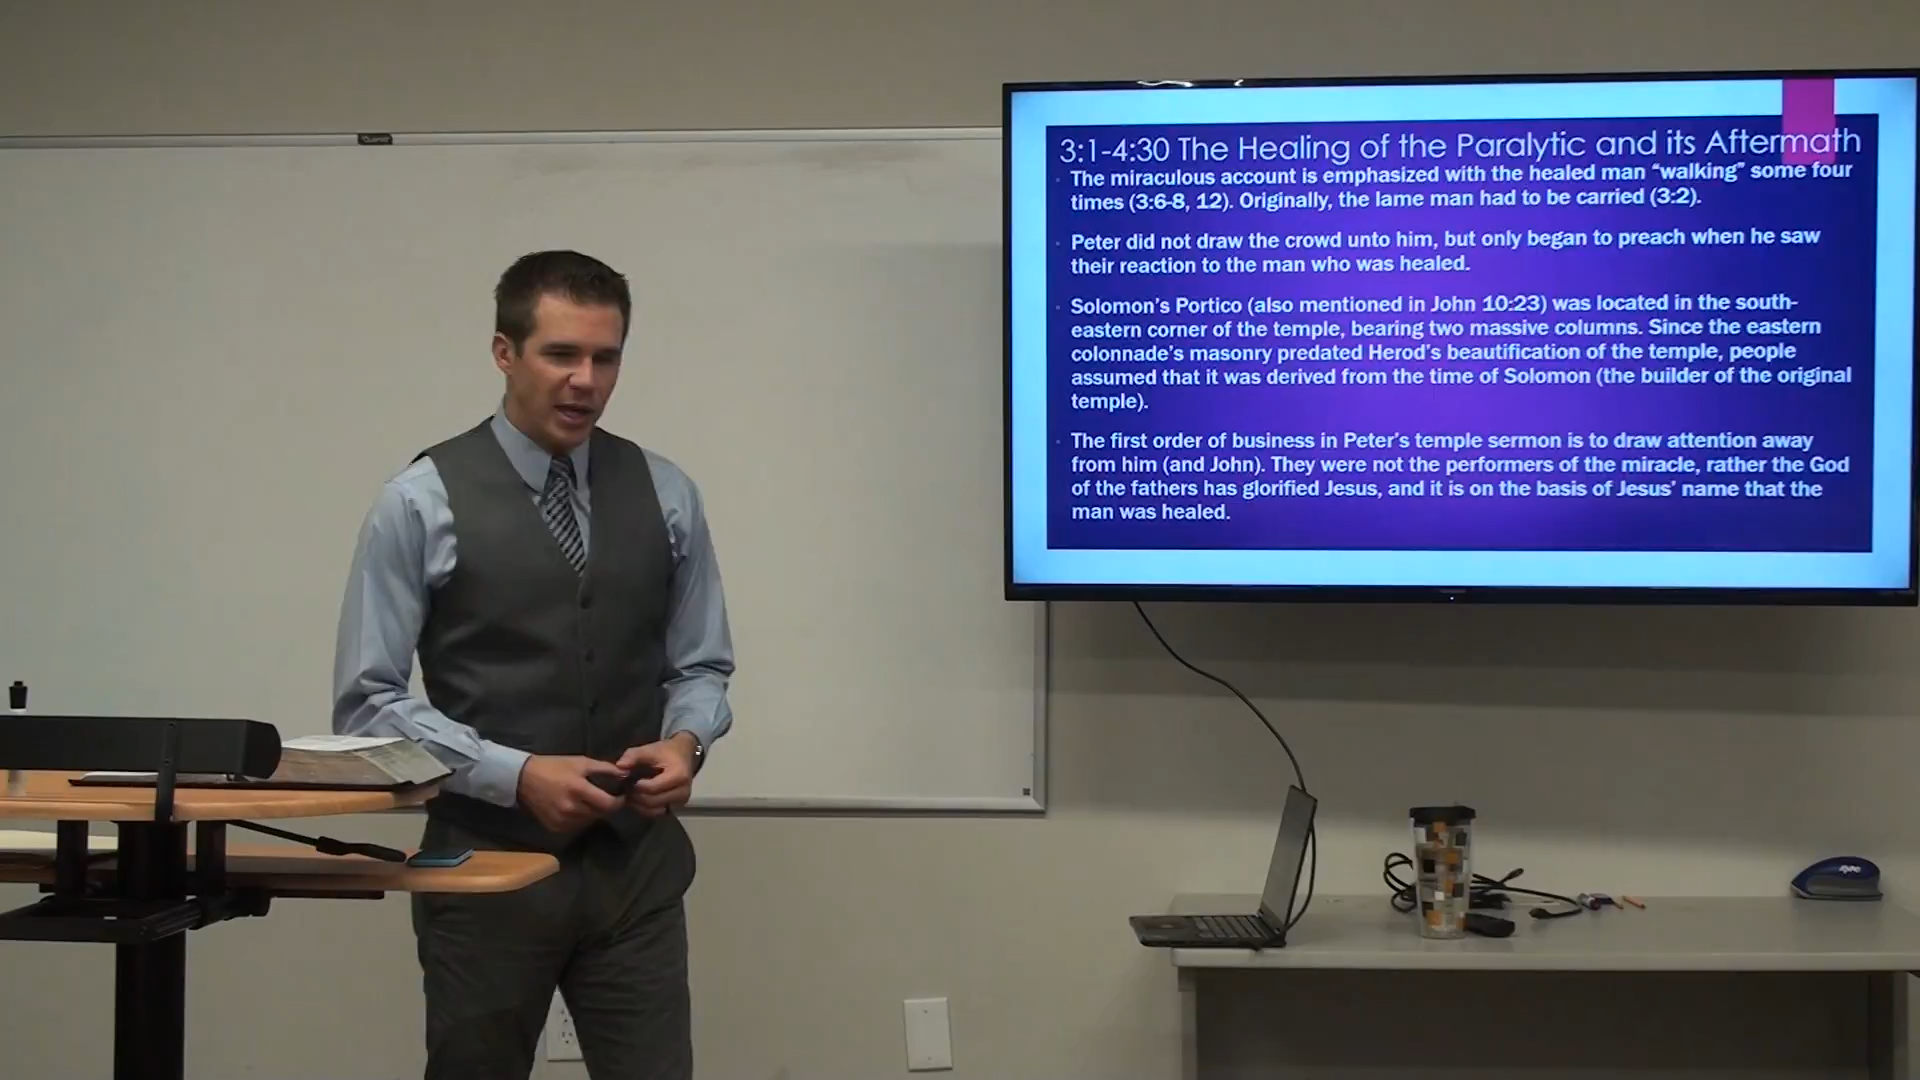 3:1-4:30 The Healing of the Paralytic and its Aftermath
The miraculous account is emphasized with the healed man “walking” some four
times (3:6-8, 12). Originally, the lame man had to be carried (3:2).
Peter did not draw the crowd unto him, but only began to preach when he saw
their reaction to the man who was healed.
Solomon’s Portico (also mentioned in John 10:23) was located in the south-
eastern corner of the temple, bearing two massive columns. Since the eastern
colonnade’s masonry predated Herod’s beautification of the temple, people
assumed that it was derived from the time of Solomon (the builder of the original
temple).
The first order of business in Peter’s temple sermon is to draw attention away
from him (and John). They were not the performers of the miracle, rather the God
of the fathers has glorified Jesus, and it is on the basis of Jesus’ name that the
man was healed.